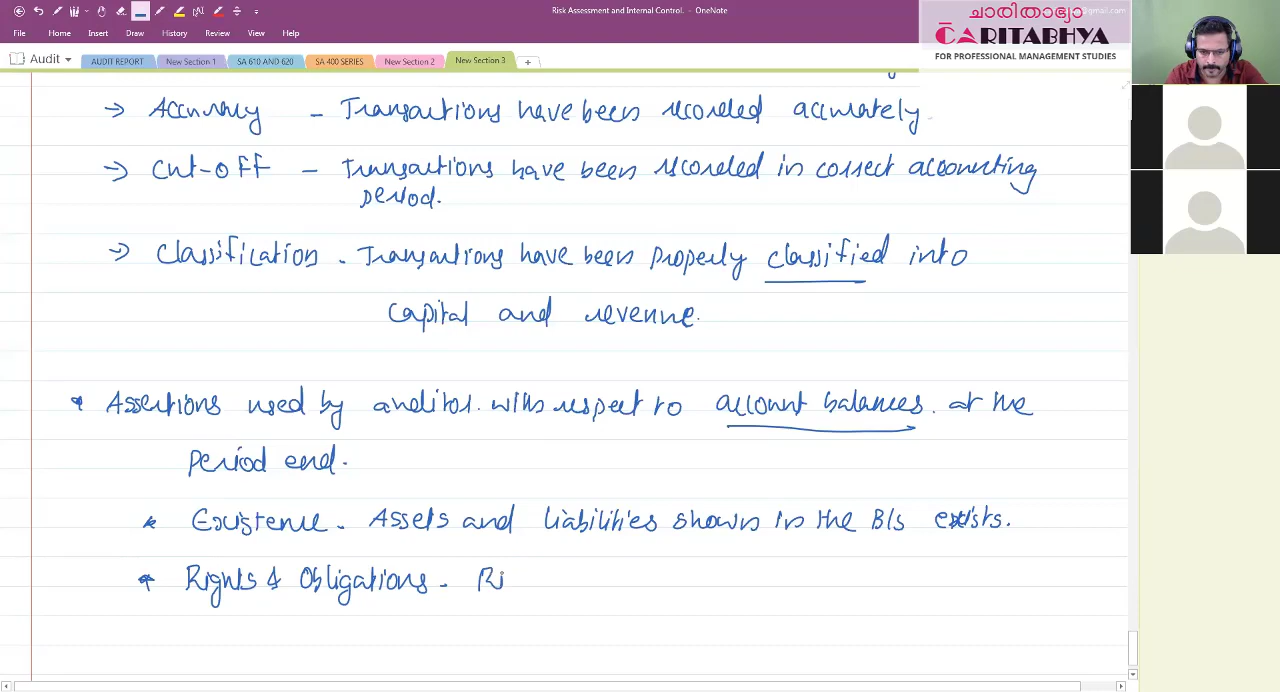 Risk Assessment and Internal Control. - OneNote
@gmail.com
ചാരിതാഭ്യാ
CARITABHYA
FOR PROFESSIONAL MANAGEMENT STUDIES
File Home Insert Draw History Review View Help
Audit AUDIT REPORT New Section 1 SA 610 AND 620 SA 400 SERIES New Section 2 New Section 3 +
→ Accuracy - Transactions have been recorded accurately.
→ Cut-off - Transactions have been recorded in correct accounting
period.
→ Classification - Transactions have been properly classified into
capital and revenue.
* Assertions used by auditor. with respect to account balances. at the
period end.
* Existence - Assets and liabilities shown in the B/s exists.
* Rights & Obligations - Ri